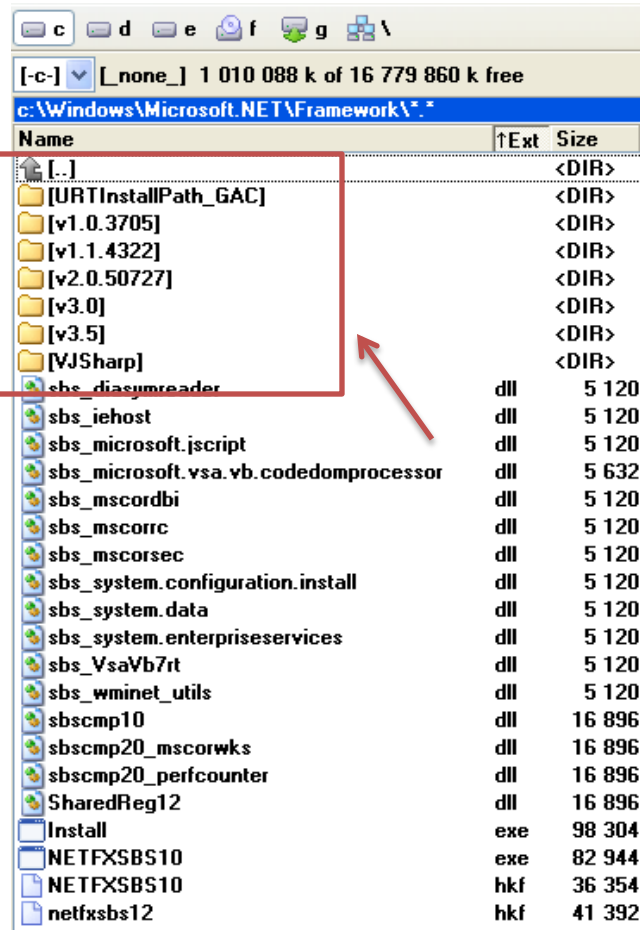 c d e f g \
[-c-] [_none_] 1 010 088 k of 16 779 860 k free
c:\Windows\Microsoft.NET\Framework\*.*
Name ↑Ext Size
[..] <DIR>
[URTInstallPath_GAC] <DIR>
[v1.0.3705] <DIR>
[v1.1.4322] <DIR>
[v2.0.50727] <DIR>
[v3.0] <DIR>
[v3.5] <DIR>
[VJSharp] <DIR>
sbs_diasymreader dll 5 120
sbs_iehost dll 5 120
sbs_microsoft.jscript dll 5 120
sbs_microsoft.vsa.vb.codedomprocessor dll 5 632
sbs_mscordbi dll 5 120
sbs_mscorrc dll 5 120
sbs_mscorsec dll 5 120
sbs_system.configuration.install dll 5 120
sbs_system.data dll 5 120
sbs_system.enterpriseservices dll 5 120
sbs_VsaVb7rt dll 5 120
sbs_wminet_utils dll 5 120
sbscmp10 dll 16 896
sbscmp20_mscorwks dll 16 896
sbscmp20_perfcounter dll 16 896
SharedReg12 dll 16 896
Install exe 98 304
NETFXSBS10 exe 82 944
NETFXSBS10 hkf 36 354
netfxsbs12 hkf 41 392